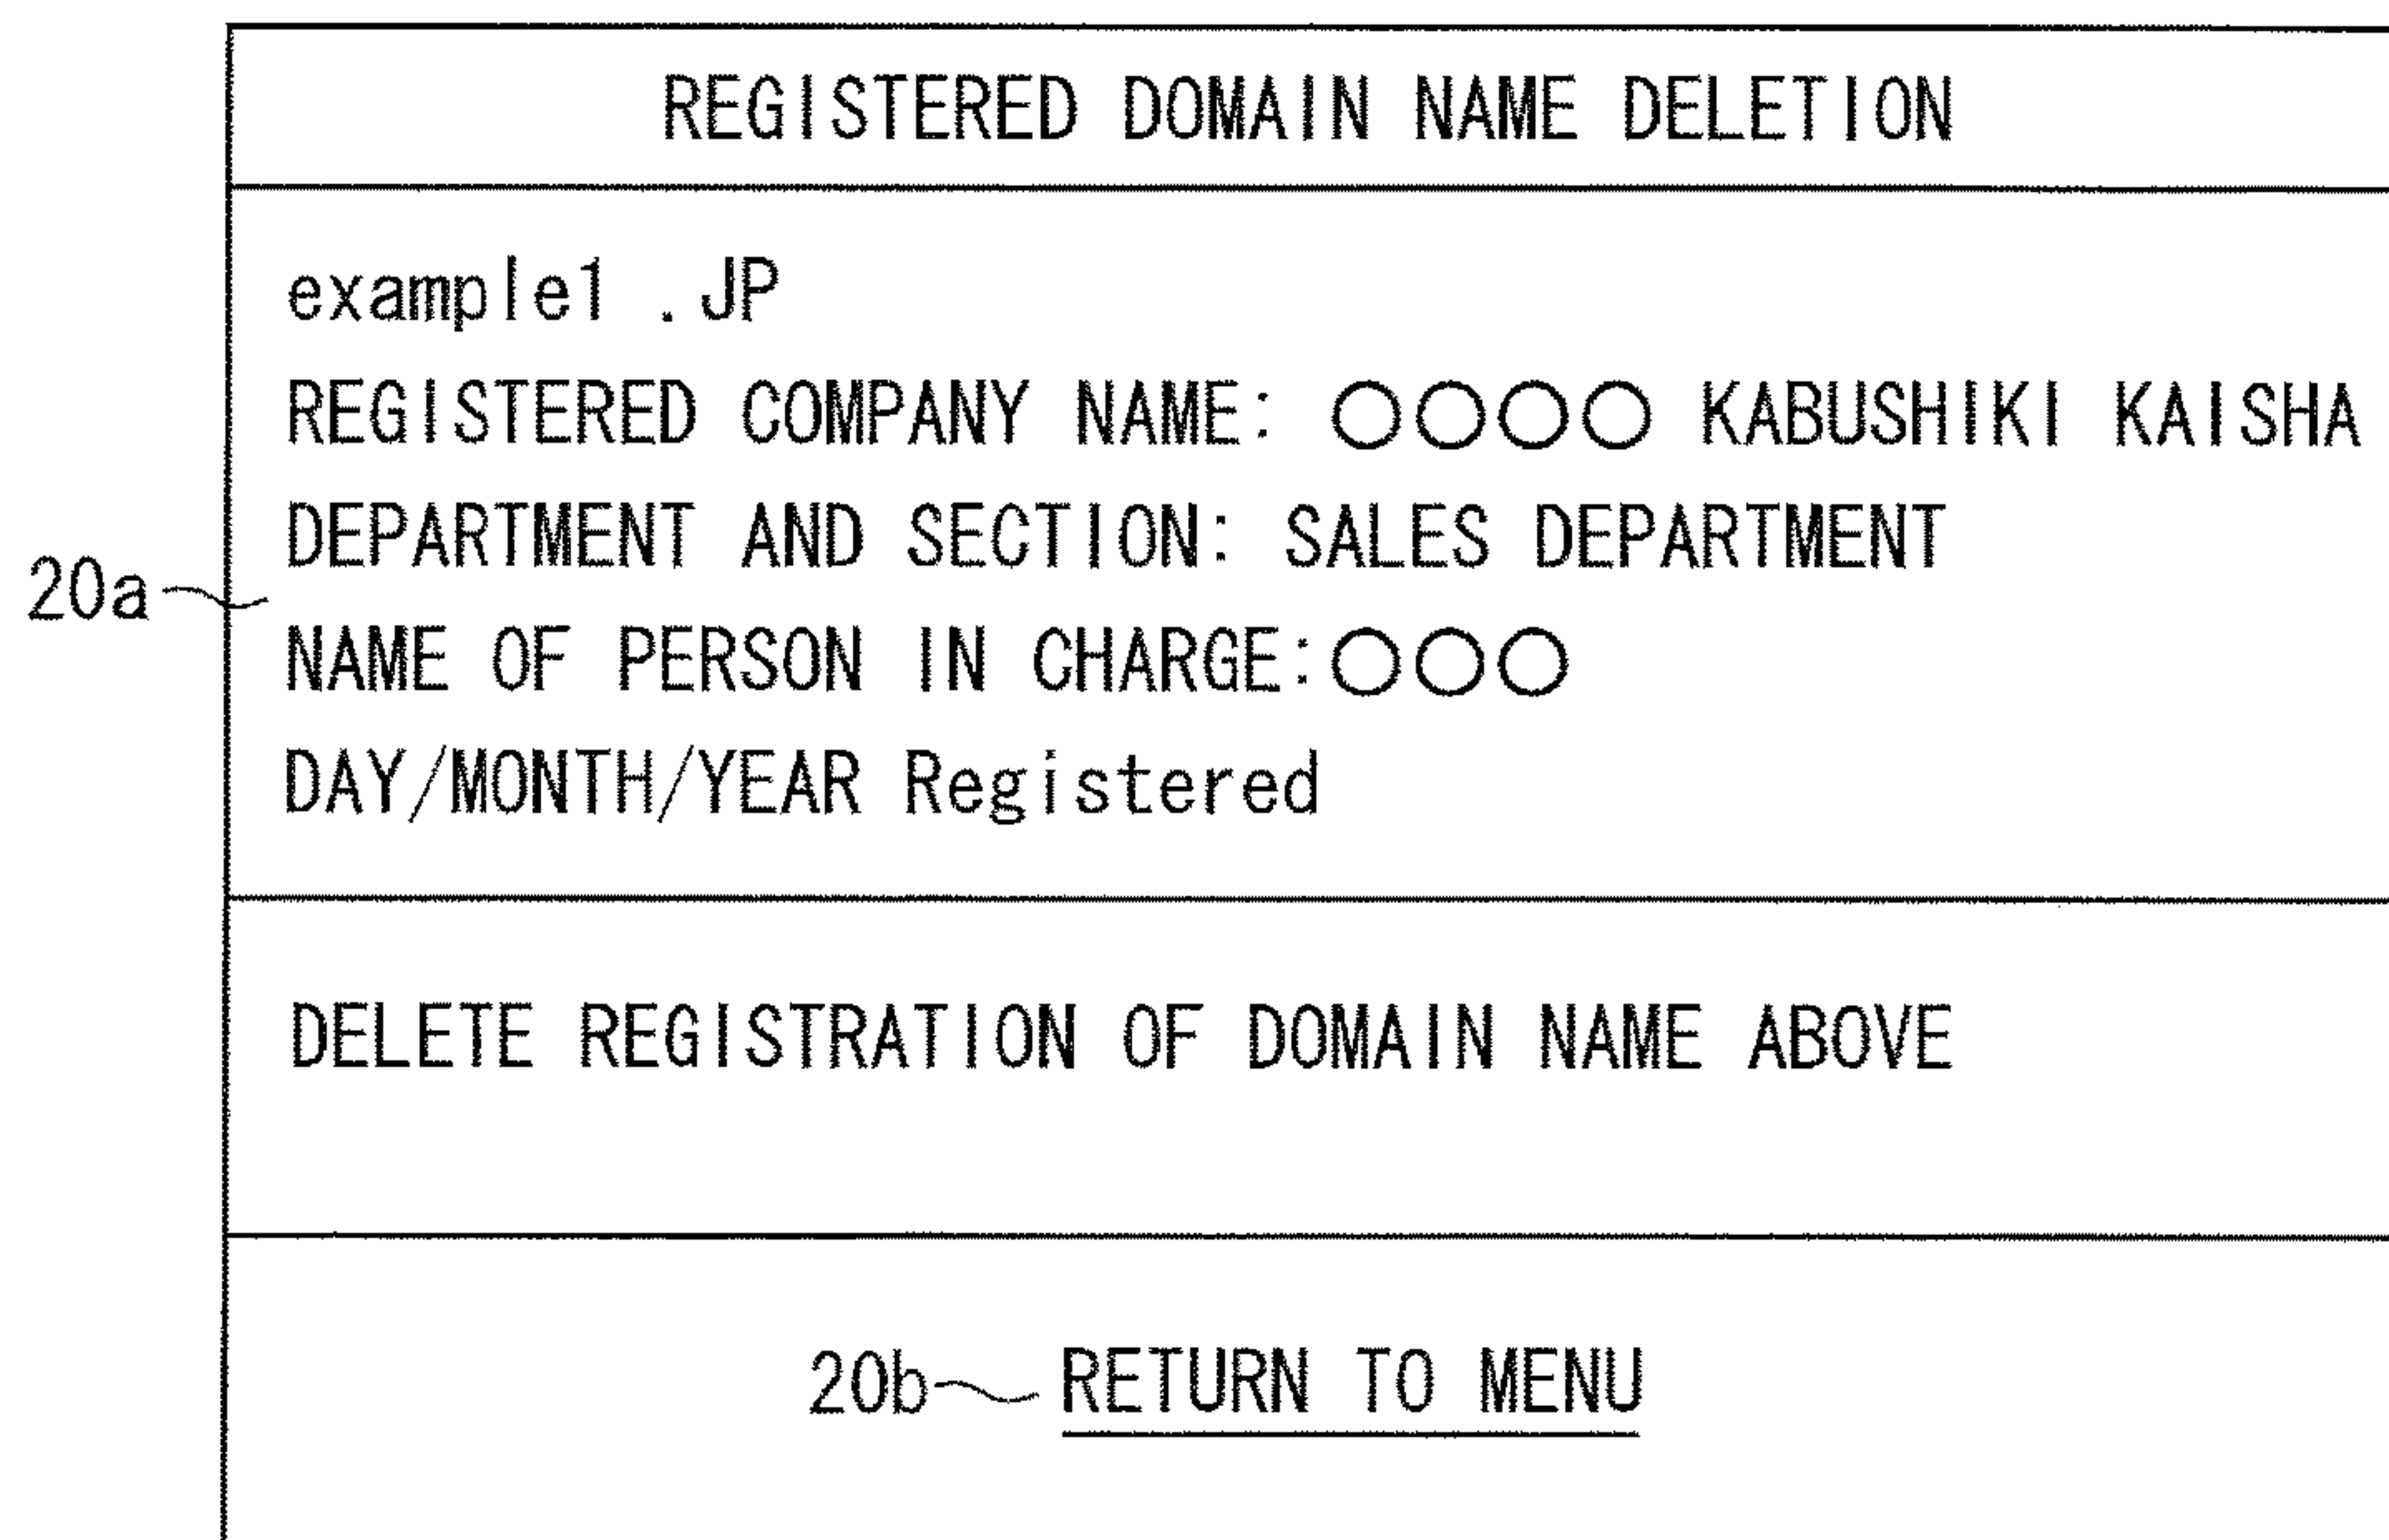 REGISTERED DOMAIN NAME DELETION
example1 .JP
REGISTERED COMPANY NAME: ○○○○ KABUSHIKI KAISHA
DEPARTMENT AND SECTION: SALES DEPARTMENT
20a
NAME OF PERSON IN CHARGE:○○○
DAY/MONTH/YEAR Registered
DELETE REGISTRATION OF DOMAIN NAME ABOVE
20b RETURN TO MENU